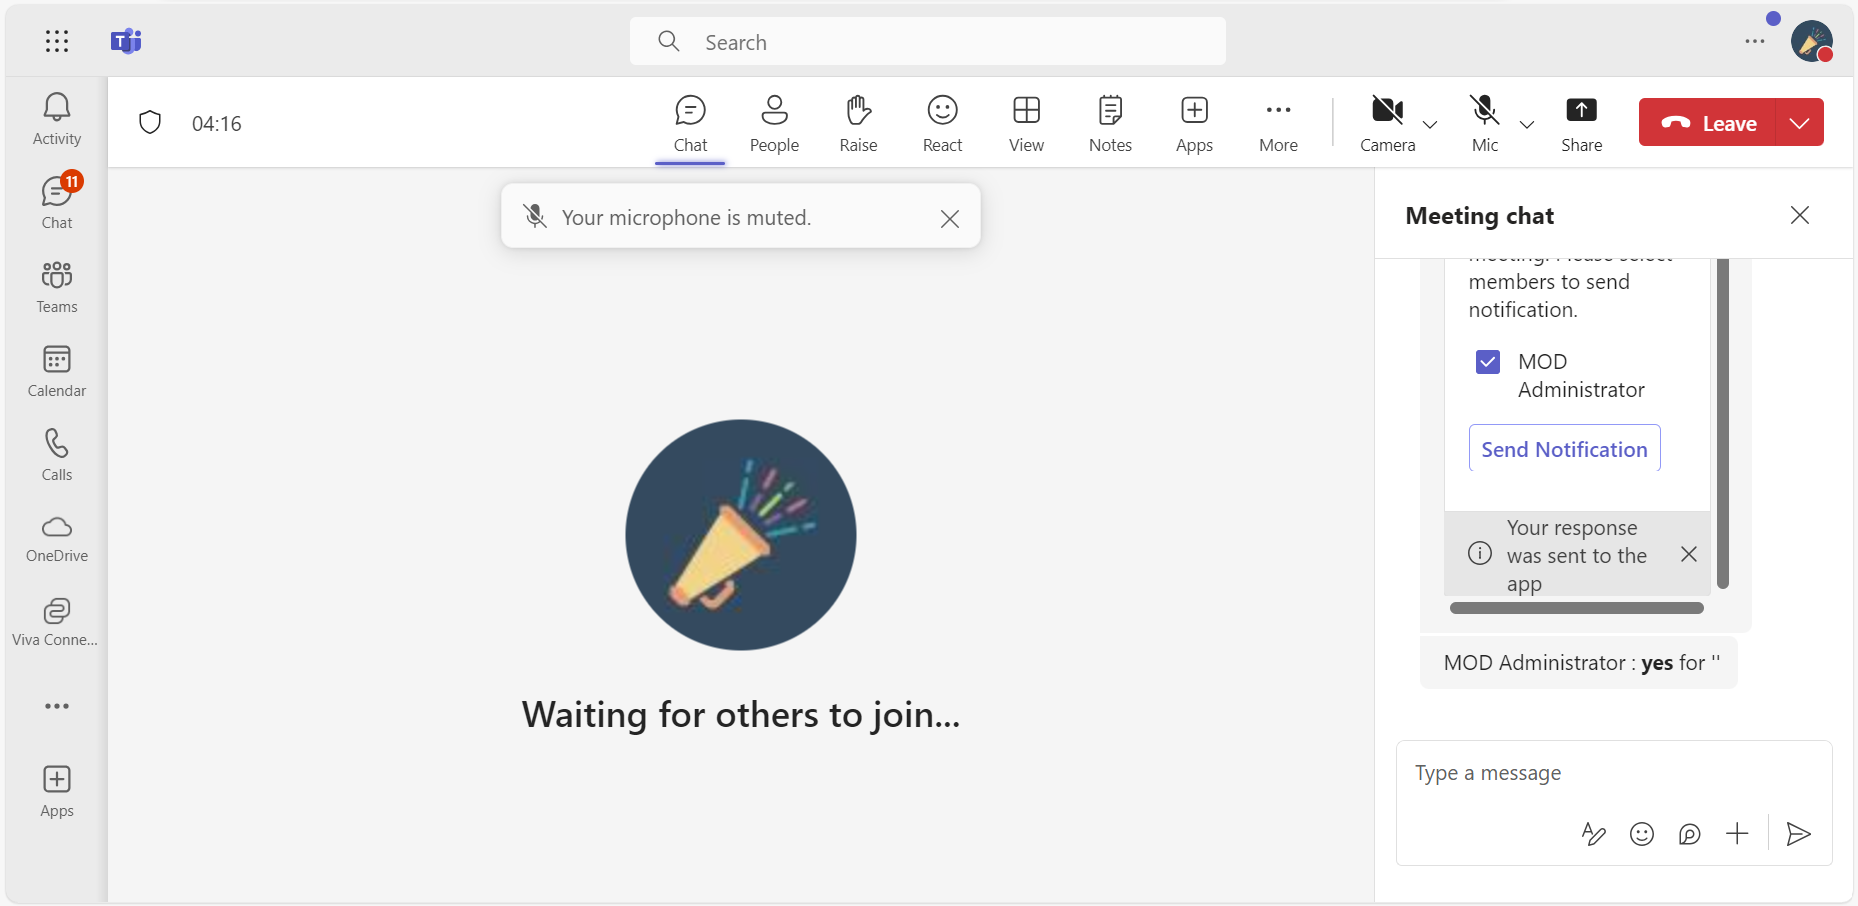 Search
Activity
11
Chat
Teams
Calendar
Calls
OneDrive
Viva Conne...
Apps
04:16
Chat
People
Raise
React
View
Notes
Apps
More
Camera
Mic
Share
Leave
Your microphone is muted.
Waiting for others to join...
Meeting chat
meeting. Please select
members to send
notification.
MOD
Administrator
Send Notification
Your response
was sent to the
app
MOD Administrator : yes for ''
Type a message